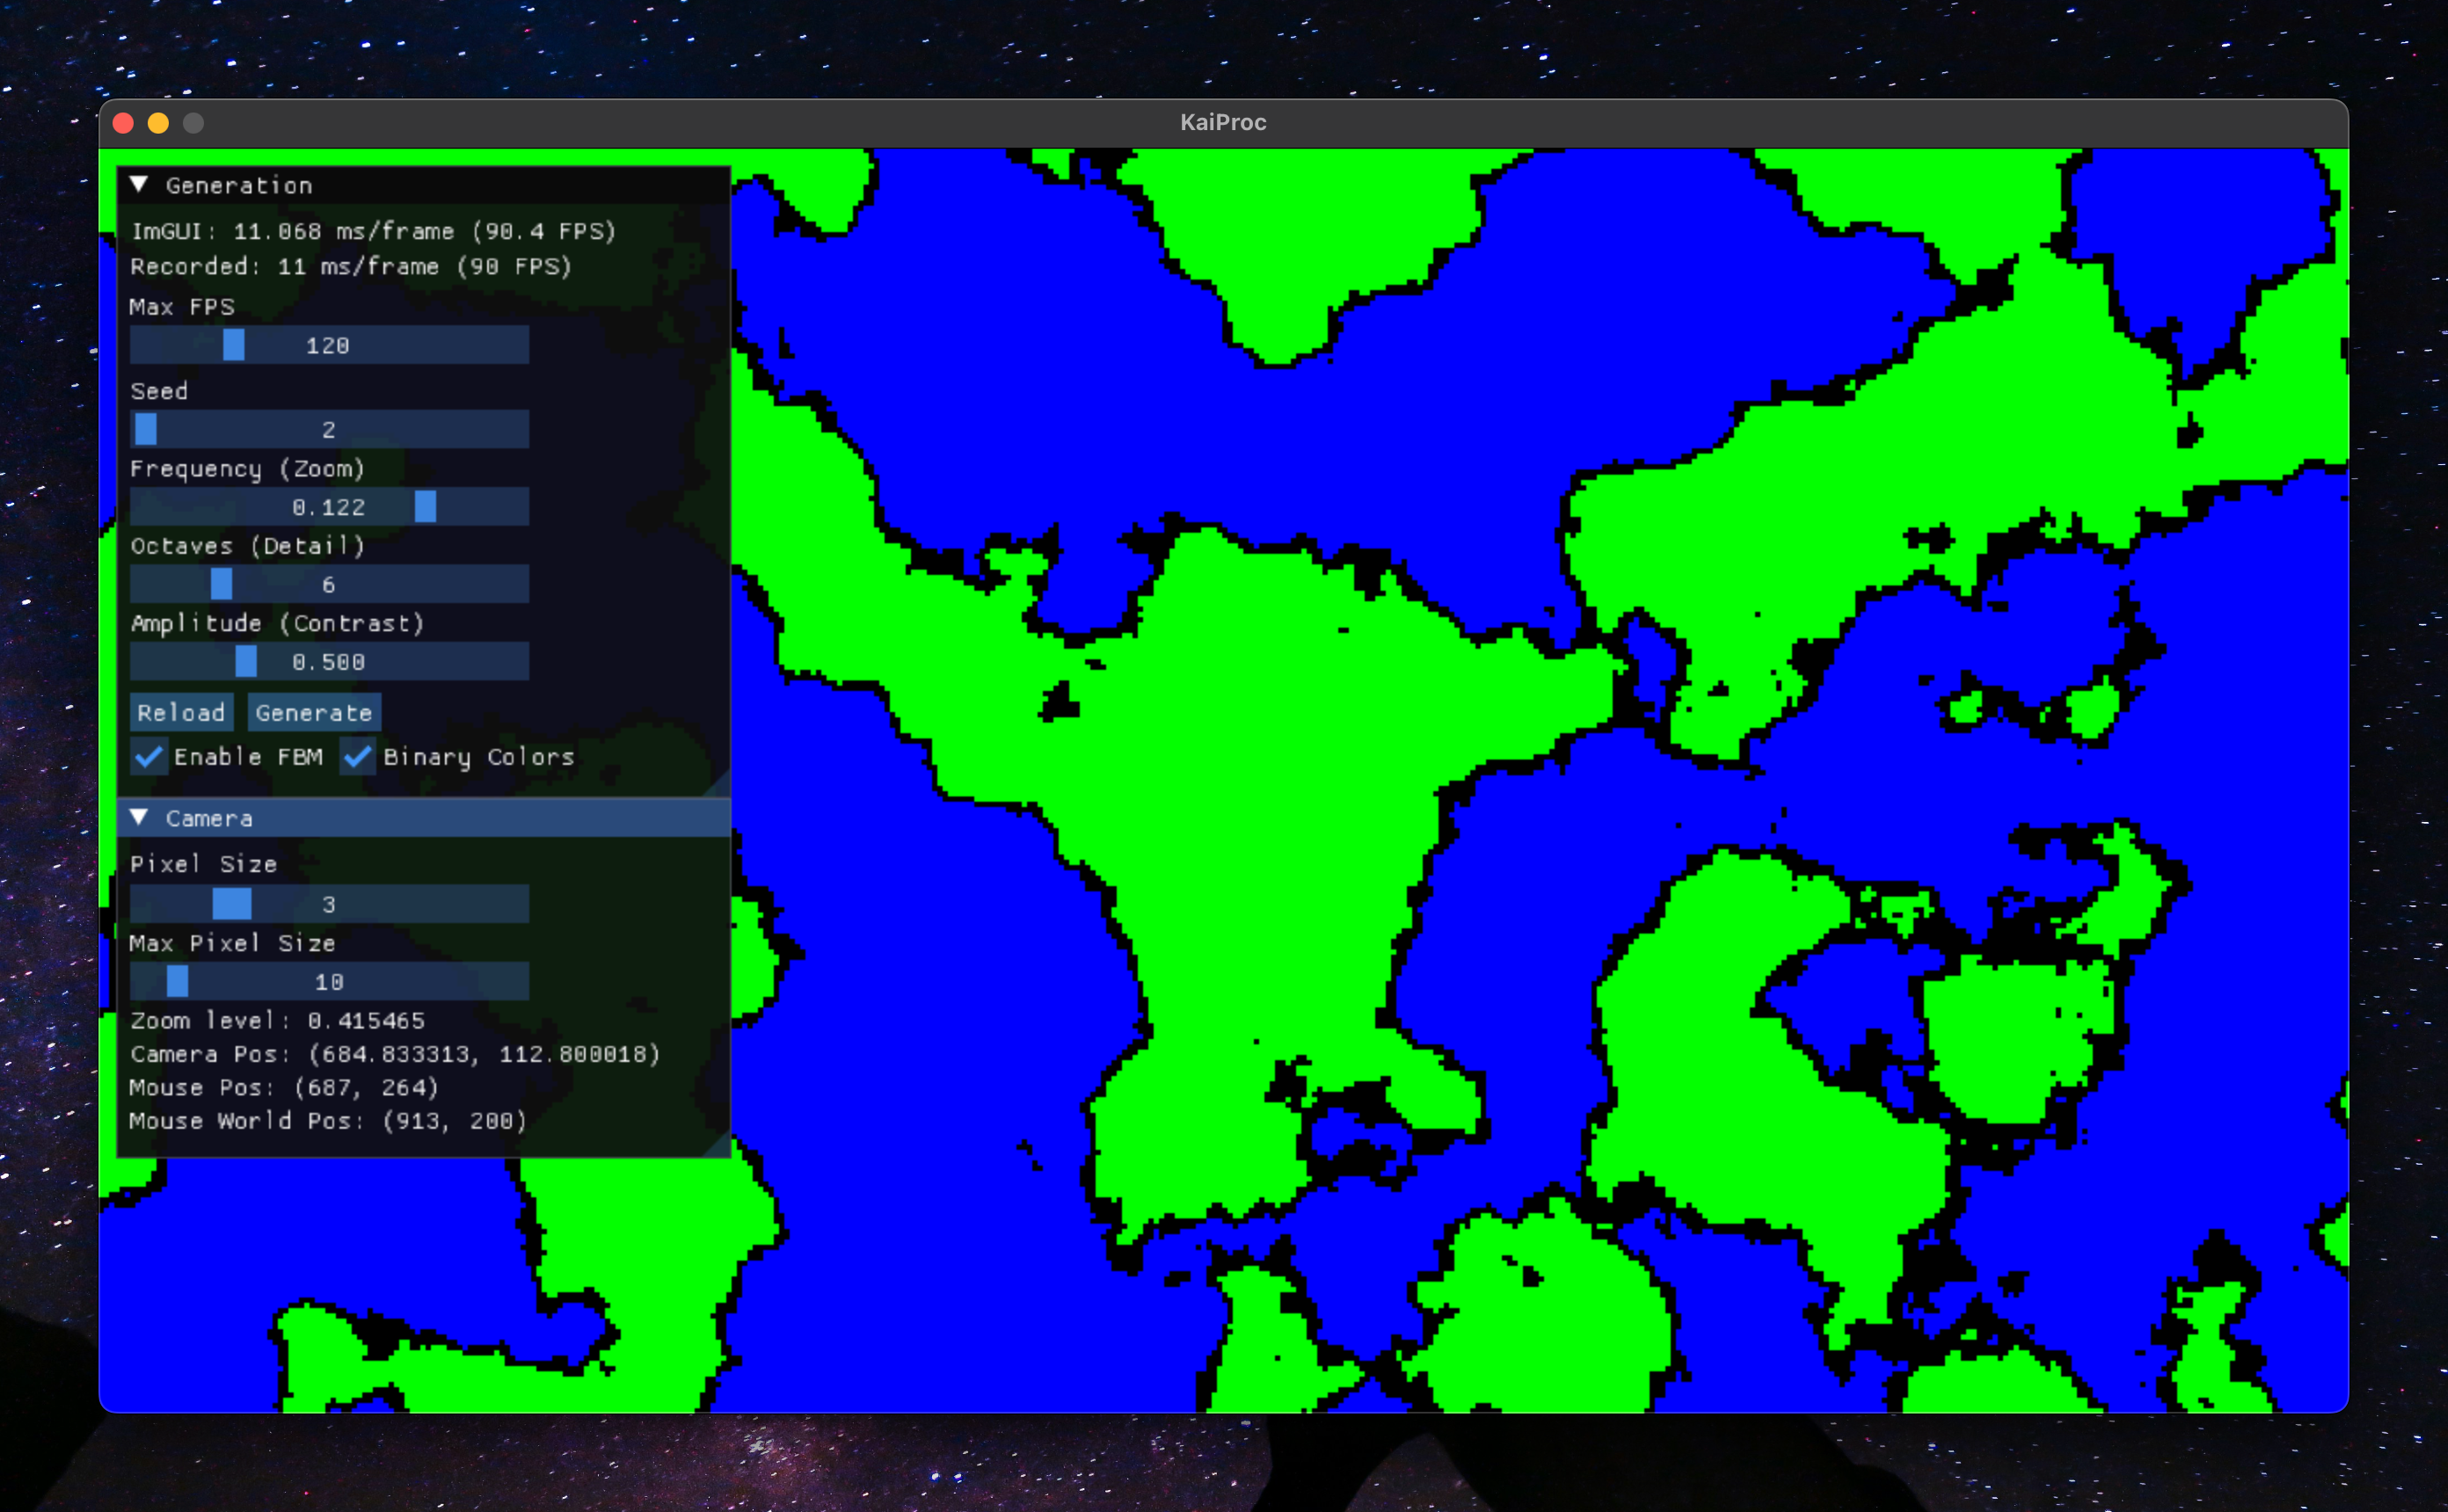 KaiProc
Generation
ImGUI: 11.068 ms/frame (90.4 FPS)
Recorded: 11 ms/frame (90 FPS)
Max FPS
120
Seed
2
Frequency (Zoom)
0.122
Octaves (Detail)
6
Amplitude (Contrast)
0.500
Reload Generate
Enable FBM Binary Colors
Camera
Pixel Size
3
Max Pixel Size
10
Zoom level: 0.415465
Camera Pos: (684.833313, 112.800018)
Mouse Pos: (687, 264)
Mouse World Pos: (913, 200)